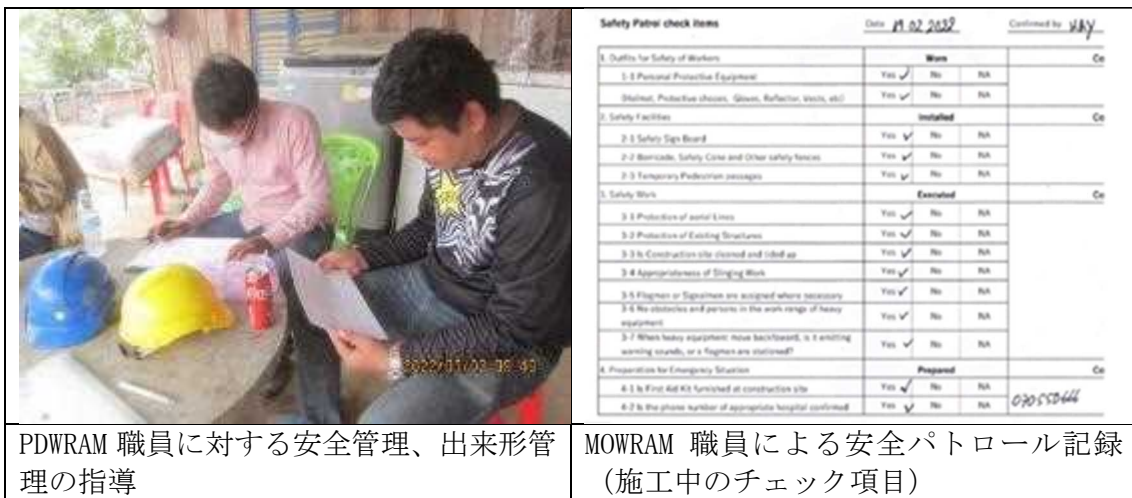 Safety Patrol check items Date 19.02.2022 Confirmed by
1. Outfits for Safety of Workers Worn Co
1-1 Personal Protective Equipment Yes ✓ No NA
(Helmet, Protective shooes, Gloves, Reflector, Vests, etc) Yes ✓ No NA
2. Safety Facilities Installed Co
2-1 Safety Sign Board Yes ✓ No NA
2-2 Borricade, Safety Cone and Other safety fences Yes ✓ No NA
2-3 Temporary Pedestrian passages Yes ✓ No NA
3. Safety Work Executed Co
3-1 Protection of aerial Lines Yes ✓ No NA
3-2 Protection of Existing Structures Yes ✓ No NA
3-3 Is Construction site cleaned and tided up Yes ✓ No NA
3-4 Appropriateness of Slinging Work Yes ✓ No NA
3-5 Flagmen or Signalmen are assigned where necessary Yes ✓ No NA
3-6 No obstacles and persons in the work range of heavy
equipment Yes ✓ No NA
3-7 When heavy equipment move back/foward, is it emitting
warning sounds, or a flagmen are stationed? Yes ✓ No NA
4. Preparation for Emergency Situation Prepared Co
4-1 Is First Aid Kit furnished at construction site Yes ✓ No NA
4-2 Is the phone number of appropriate hospital confirmed Yes ✓ No NA
PDWRAM 職員に対する安全管理、出来形管
理の指導
MOWRAM 職員による安全パトロール記録
(施工中のチェック項目)